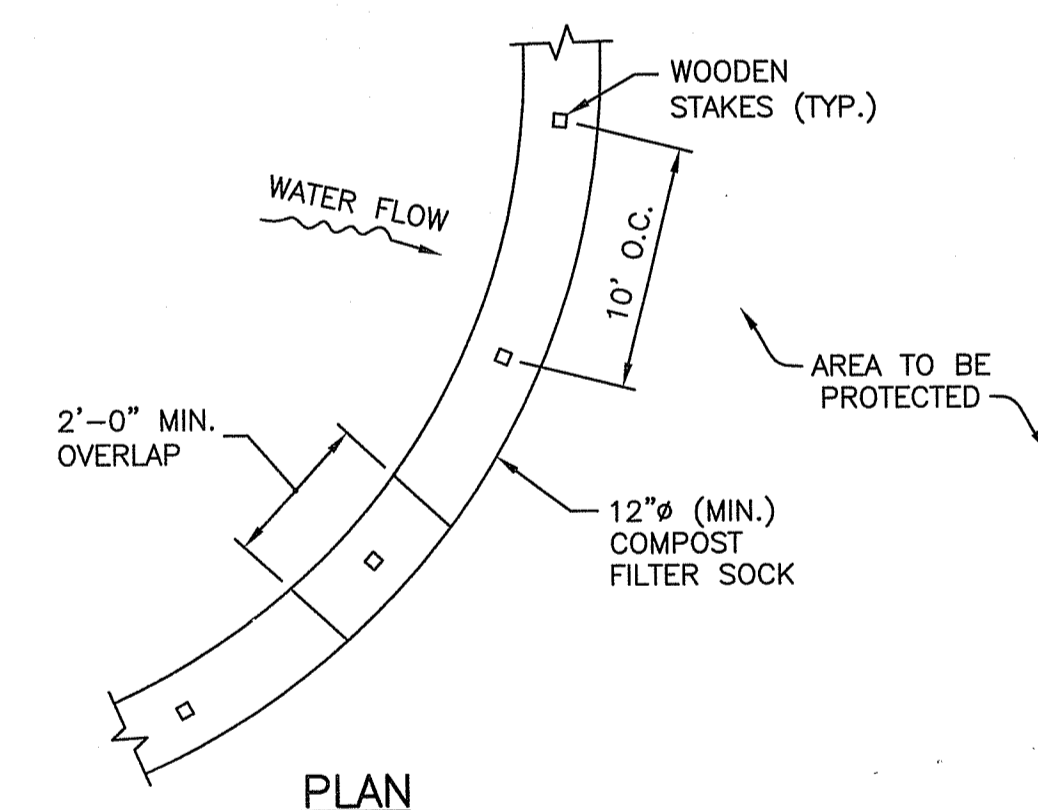 WOODEN
STAKES (TYP.)
WATER FLOW
10' O.C.
AREA TO BE
PROTECTED
2'-0" MIN.
OVERLAP
12"ø (MIN.)
COMPOST
FILTER SOCK
PLAN